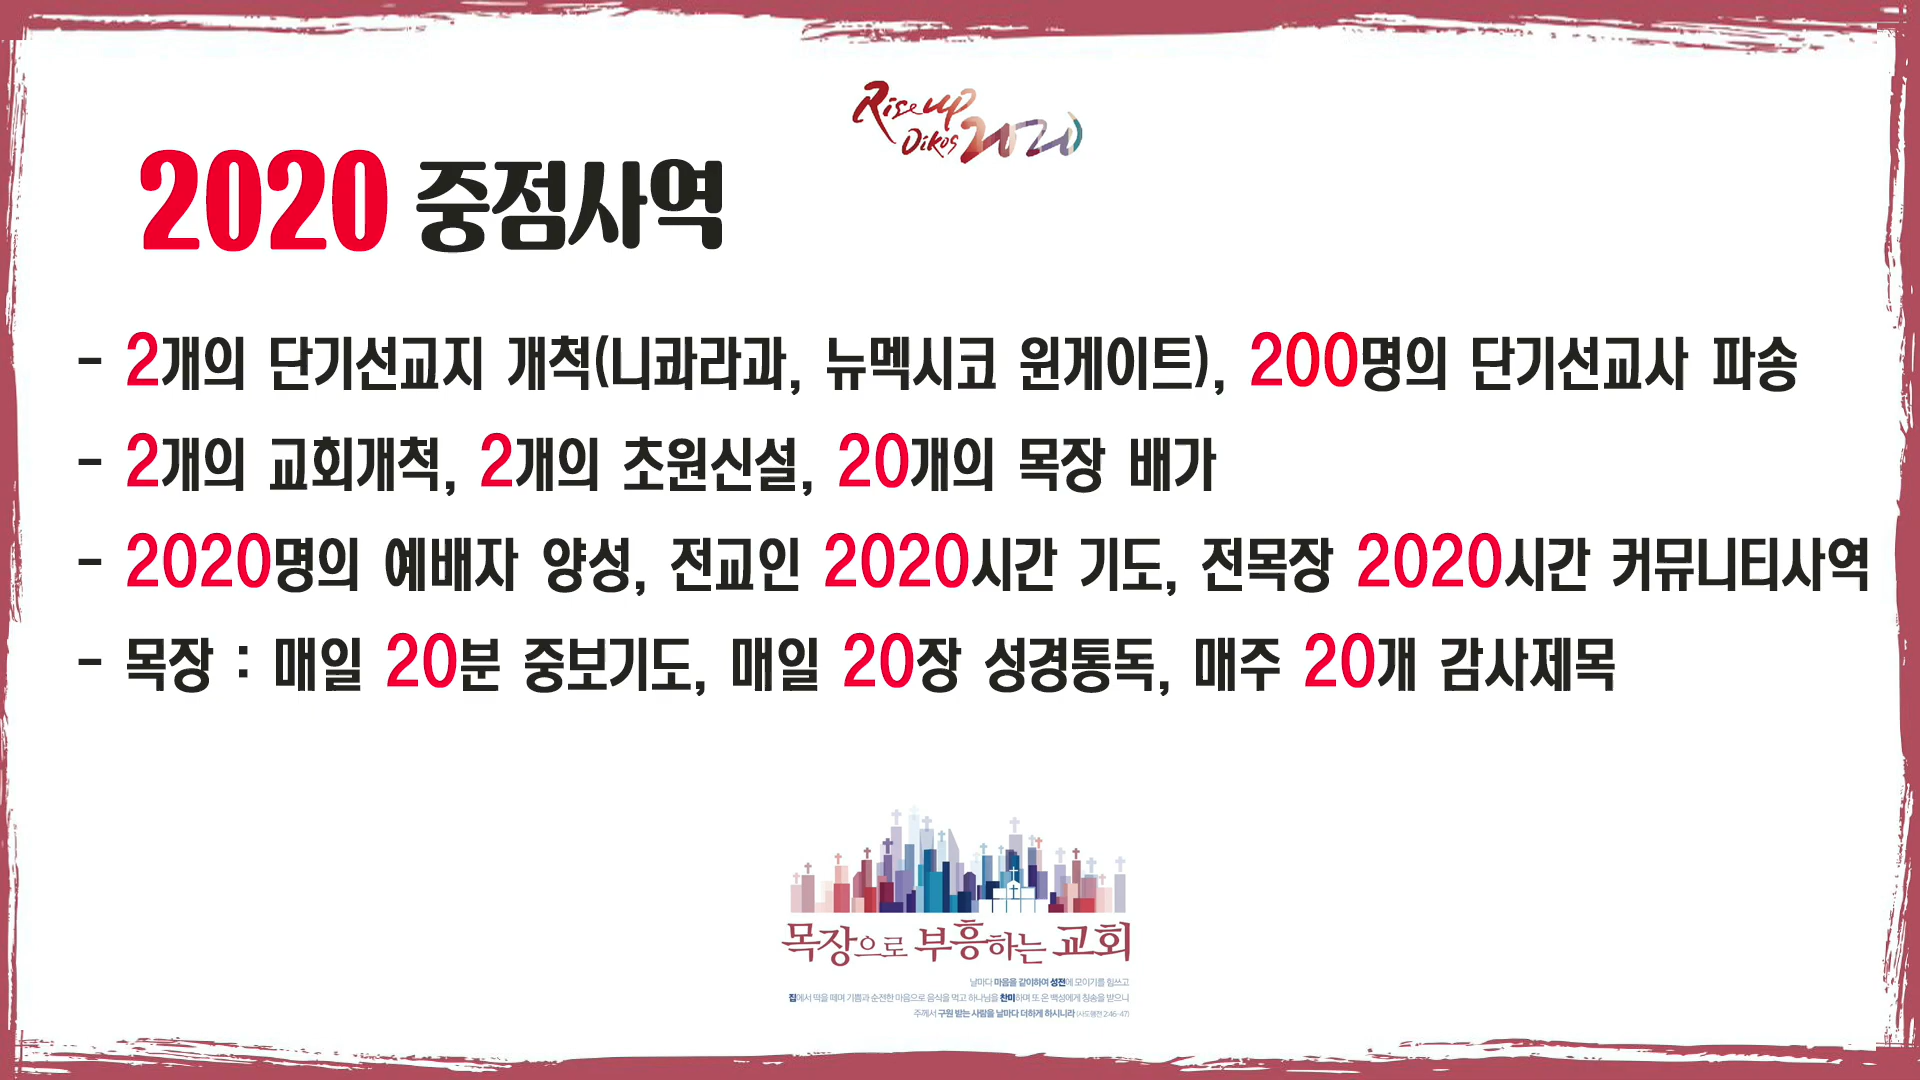 Rise up
Oikos 2020
2020 중점사역
- 2개의 단기선교지 개척(니콰라과, 뉴멕시코 윈게이트), 200명의 단기선교사 파송
- 2개의 교회개척, 2개의 초원신설, 20개의 목장 배가
- 2020명의 예배자 양성, 전교인 2020시간 기도, 전목장 2020시간 커뮤니티사역
- 목장 : 매일 20분 중보기도, 매일 20장 성경통독, 매주 20개 감사제목
목장으로 부흥하는 교회
날마다 마음을 같이하여 성전에 모이기를 힘쓰고
집에서 떡을 떼며 기쁨과 순전한 마음으로 음식을 먹고 하나님을 찬미하며 또 온 백성에게 칭송을 받으니
주께서 구원 받는 사람을 날마다 더하게 하시니라 (사도행전 2:46-47)